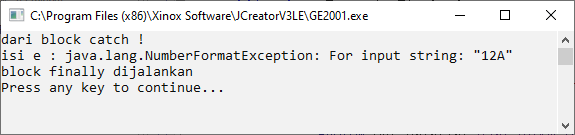 C:\Program Files (x86)\Xinox Software\JCreatorV3LE\GE2001.exe
dari block catch !
isi e : java.lang.NumberFormatException: For input string: "12A"
block finally dijalankan
Press any key to continue...